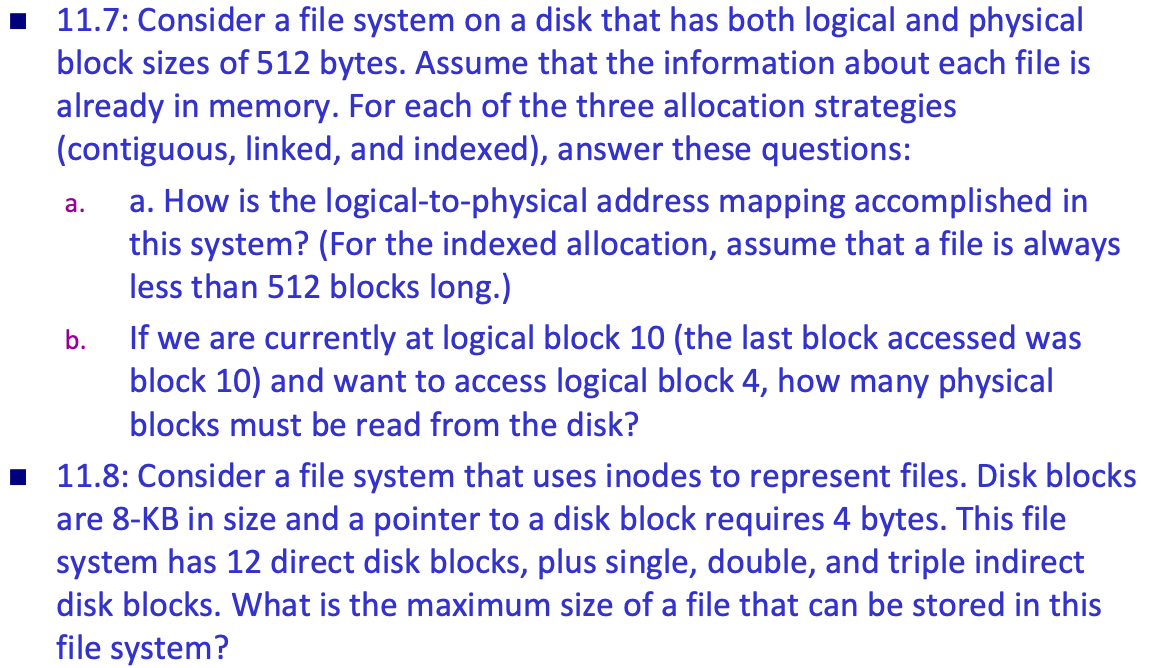 ■ 11.7: Consider a file system on a disk that has both logical and physical
block sizes of 512 bytes. Assume that the information about each file is
already in memory. For each of the three allocation strategies
(contiguous, linked, and indexed), answer these questions:
a. a. How is the logical-to-physical address mapping accomplished in
this system? (For the indexed allocation, assume that a file is always
less than 512 blocks long.)
b. If we are currently at logical block 10 (the last block accessed was
block 10) and want to access logical block 4, how many physical
blocks must be read from the disk?
■ 11.8: Consider a file system that uses inodes to represent files. Disk blocks
are 8-KB in size and a pointer to a disk block requires 4 bytes. This file
system has 12 direct disk blocks, plus single, double, and triple indirect
disk blocks. What is the maximum size of a file that can be stored in this
file system?